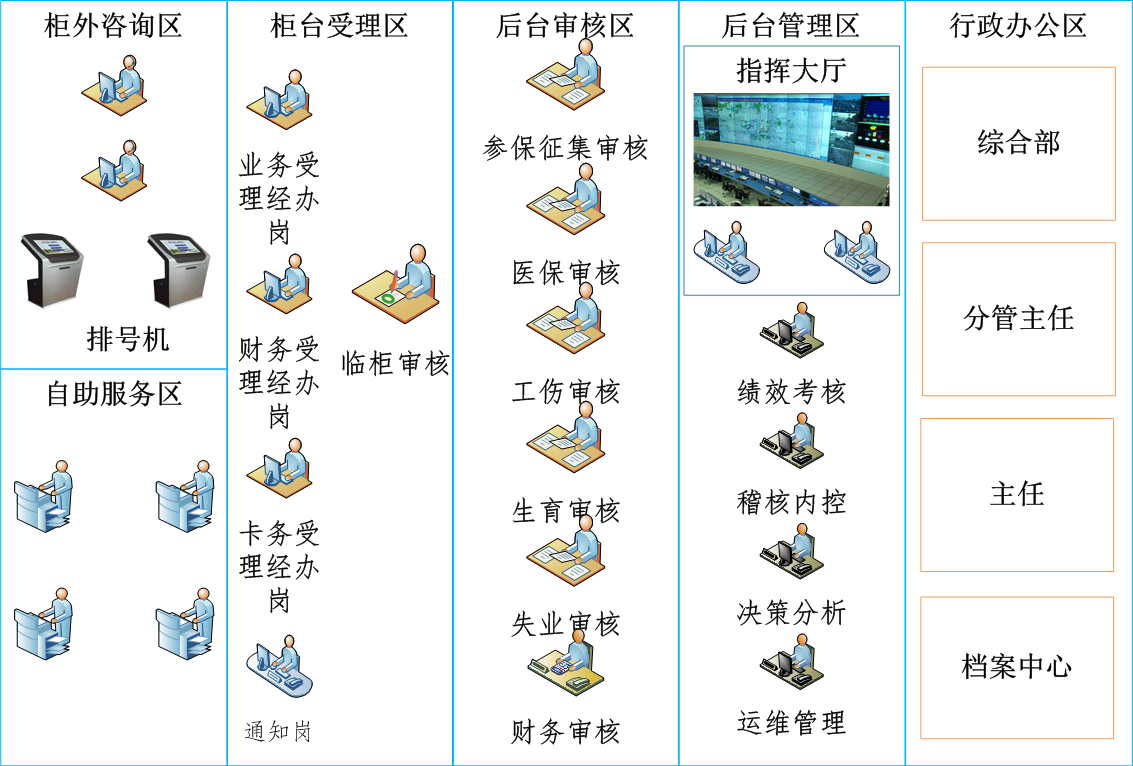 柜外咨询区
排号机
自助服务区
柜台受理区
业务受
理经办
岗
财务受
理经办
岗
临柜审核
卡务受
理经办
岗
通知岗
后台审核区
参保征集审核
医保审核
工伤审核
生育审核
失业审核
财务审核
后台管理区
指挥大厅
绩效考核
稽核内控
决策分析
运维管理
行政办公区
综合部
分管主任
主任
档案中心